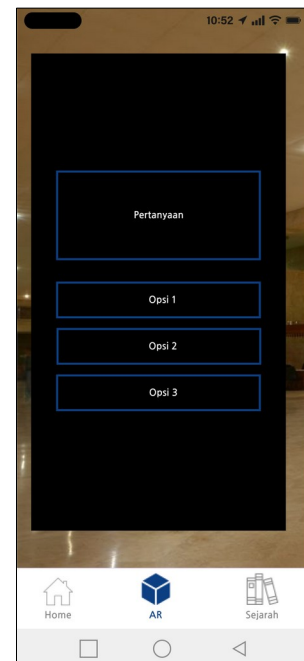 10:52
Pertanyaan
Opsi 1
Opsi 2
Opsi 3
Home
AR
Sejarah